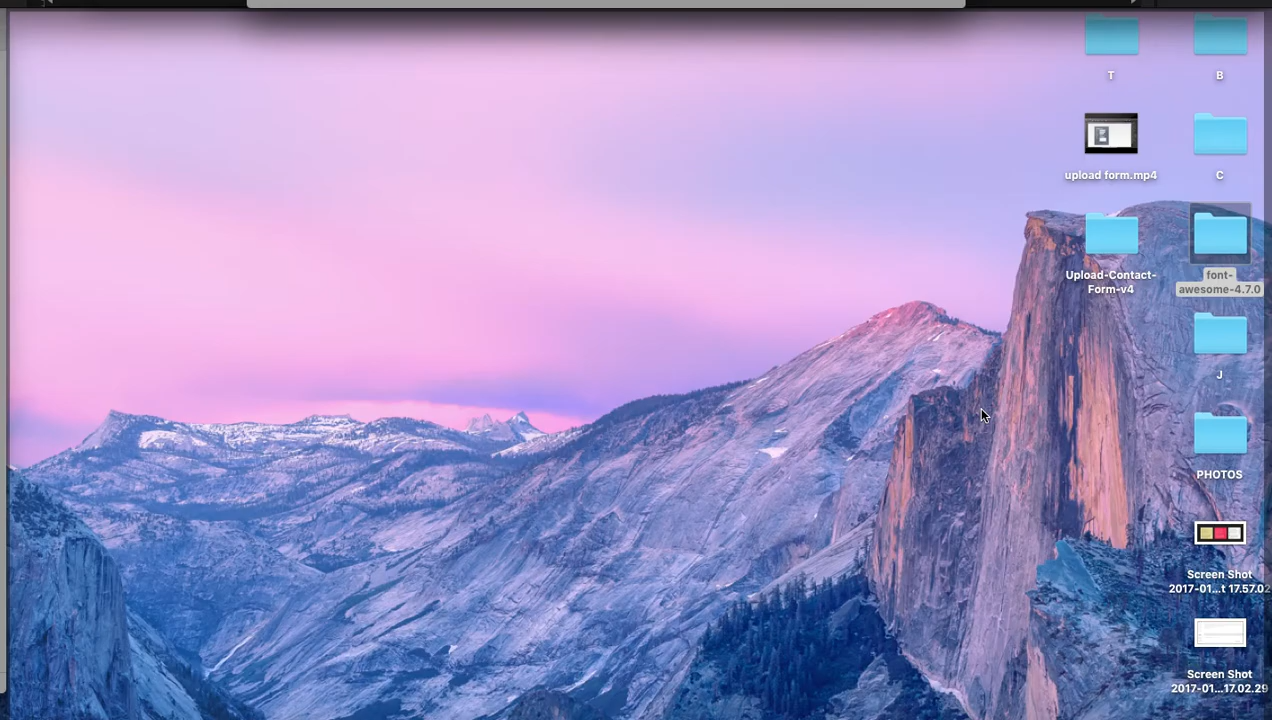 T
B
upload form.mp4
C
Upload-Contact-
Form-v4
font-
awesome-4.7.0
J
PHOTOS
Screen Shot
2017-01...t 17.57.02
Screen Shot
2017-01...17.02.29